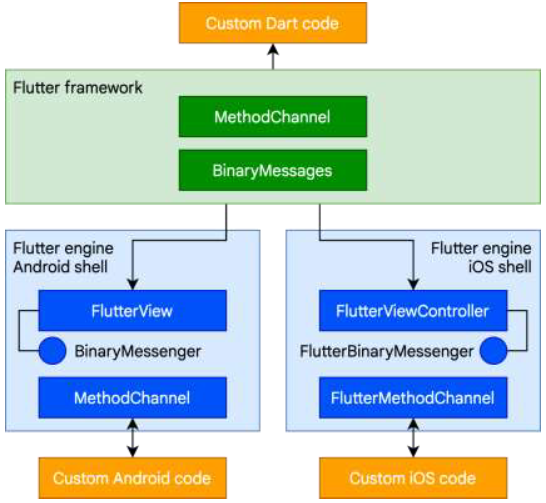 Custom Dart code
Flutter framework
MethodChannel
BinaryMessages
Flutter engine
Android shell
FlutterView
BinaryMessenger
MethodChannel
Custom Android code
Flutter engine
iOS shell
FlutterViewController
FlutterBinaryMessenger
FlutterMethodChannel
Custom iOS code